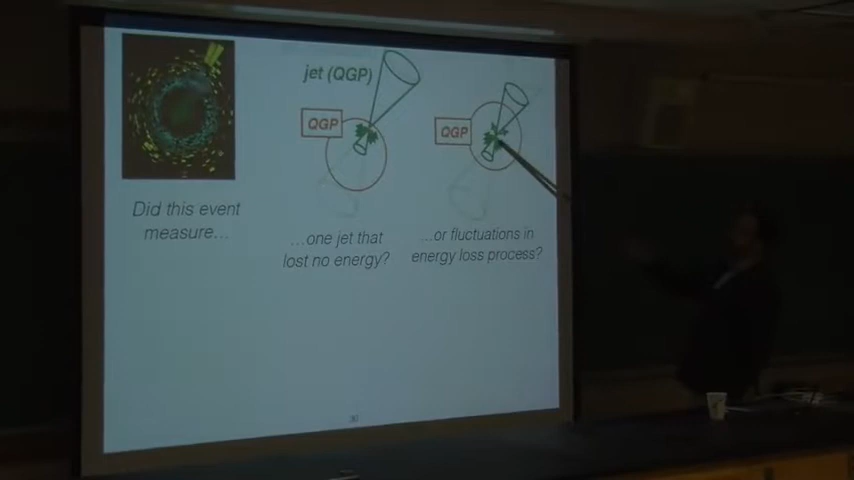 jet (QGP)
QGP
QGP
Did this event
measure...
...one jet that
lost no energy?
...or fluctuations in
energy loss process?
30